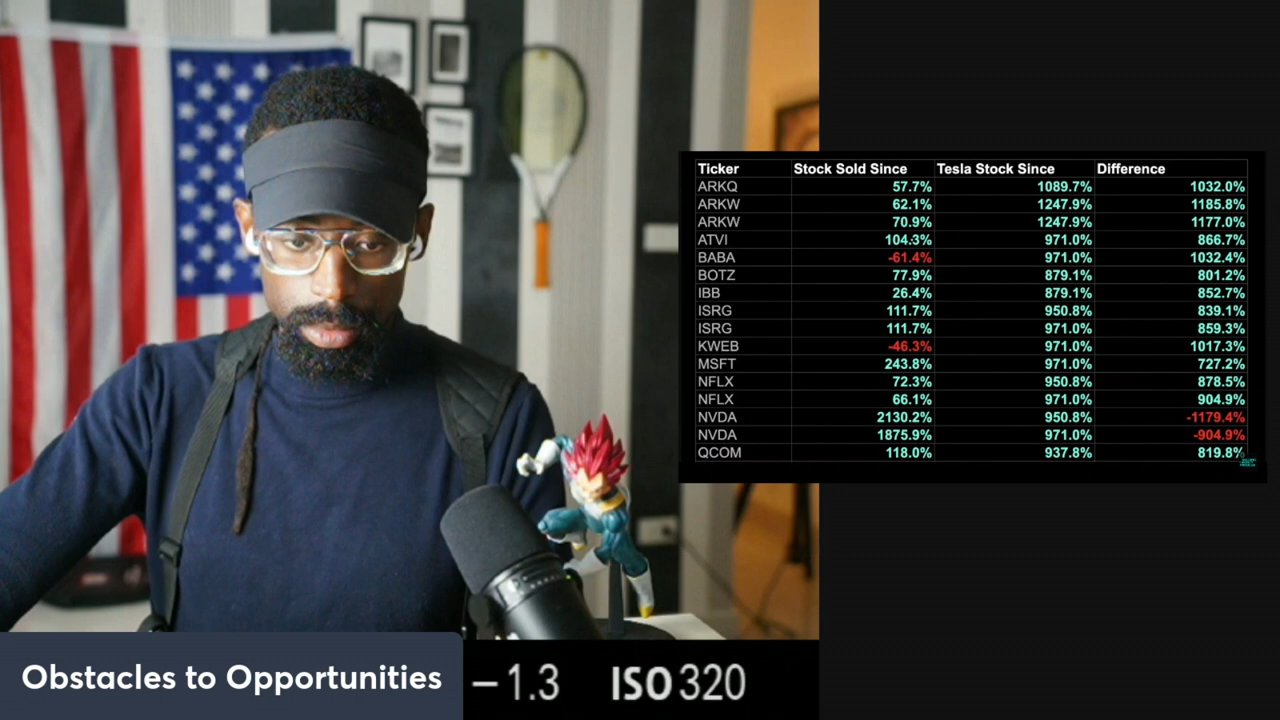 Ticker Stock Sold Since Tesla Stock Since Difference
ARKQ 57.7% 1089.7% 1032.0%
ARKW 62.1% 1247.9% 1185.8%
ARKW 70.9% 1247.9% 1177.0%
ATVI 104.3% 971.0% 866.7%
BABA -61.4% 971.0% 1032.4%
BOTZ 77.9% 879.1% 801.2%
IBB 26.4% 879.1% 852.7%
ISRG 111.7% 950.8% 839.1%
ISRG 111.7% 971.0% 859.3%
KWEB -46.3% 971.0% 1017.3%
MSFT 243.8% 971.0% 727.2%
NFLX 72.3% 950.8% 878.5%
NFLX 66.1% 971.0% 904.9%
NVDA 2130.2% 950.8% -1179.4%
NVDA 1875.9% 971.0% -904.9%
QCOM 118.0% 937.8% 819.8%
Obstacles to Opportunities
–1.3 ISO 320